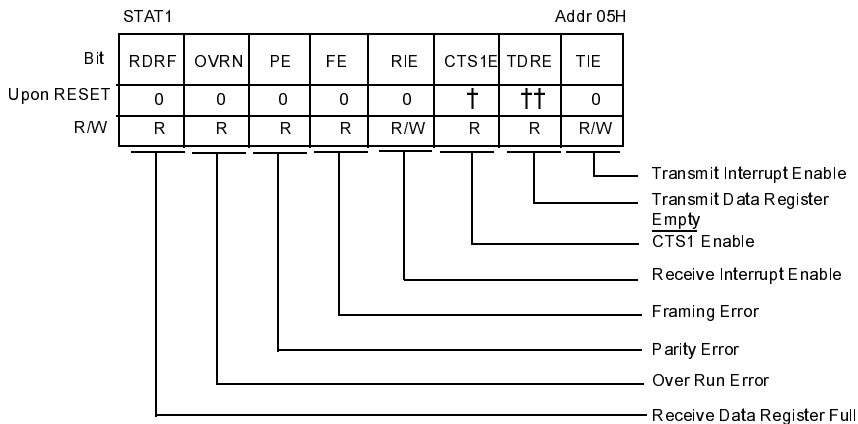 STAT1 Addr 05H
Bit RDRF OVRN PE FE RIE CTS1E TDRE TIE
Upon RESET 0 0 0 0 0 † †† 0
R/W R R R R R/W R R R/W
Transmit Interrupt Enable
Transmit Data Register
Empty
CTS1 Enable
Receive Interrupt Enable
Framing Error
Parity Error
Over Run Error
Receive Data Register Full